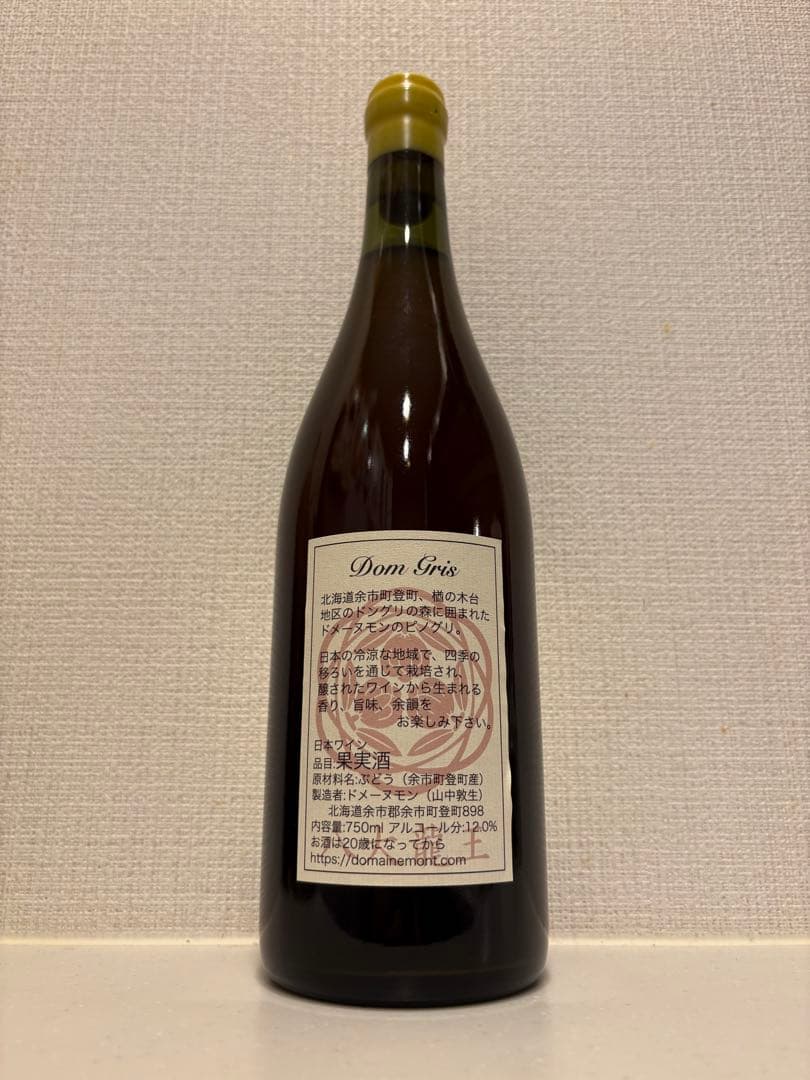 Dom Gris
北海道余市町登町、楢の木台
地区のドングリの森に囲まれた
ドメーヌモンのピノグリ。
日本の冷涼な地域で、四季の
移ろいを通じて栽培され、
醸されたワインから生まれる
香り、旨味、余韻を
お楽しみ下さい。
日本ワイン
品目:果実酒
原材料名:ぶどう（余市町登町産）
製造者:ドメーヌモン（山中敦生）
北海道余市郡余市町登町898
内容量:750ml アルコール分:12.0%
お酒は20歳になってから
八大龍王
https://domainemont.com